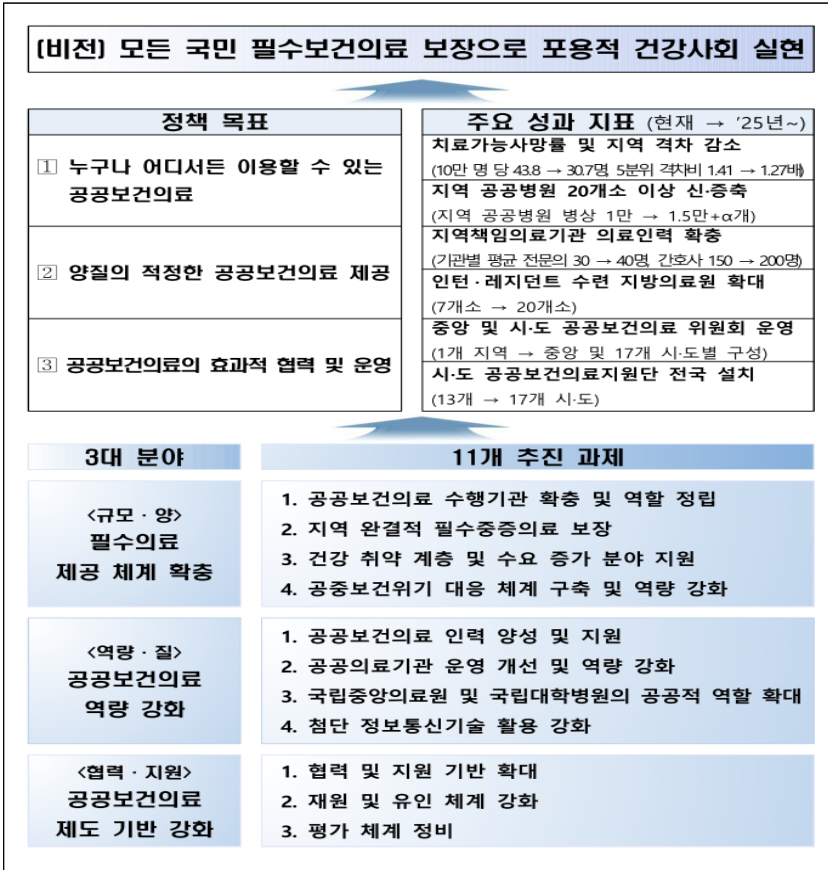 (비전) 모든 국민 필수보건의료 보장으로 포용적 건강사회 실현
정책 목표
1 누구나 어디서든 이용할 수 있는
공공보건의료
2 양질의 적정한 공공보건의료 제공
3 공공보건의료의 효과적 협력 및 운영
주요 성과 지표 (현재 → '25년~)
치료가능사망률 및 지역 격차 감소
(10만 명 당 43.8 → 30.7명, 5분위 격차비 1.41 → 1.27배)
지역 공공병원 20개소 이상 신·증축
(지역 공공병원 병상 1만 → 1.5만+α개)
지역책임의료기관 의료인력 확충
(기관별 평균 전문의 30 → 40명, 간호사 150 → 200명)
인턴·레지던트 수련 지방의료원 확대
(7개소 → 20개소)
중앙 및 시·도 공공보건의료 위원회 운영
(1개 지역 → 중앙 및 17개 시·도별 구성)
시·도 공공보건의료지원단 전국 설치
(13개 → 17개 시·도)
3대 분야
11개 추진 과제
<규모·양>
필수의료
제공 체계 확충
1. 공공보건의료 수행기관 확충 및 역할 정립
2. 지역 완결적 필수중증의료 보장
3. 건강 취약 계층 및 수요 증가 분야 지원
4. 공중보건위기 대응 체계 구축 및 역량 강화
<역량·질>
공공보건의료
역량 강화
1. 공공보건의료 인력 양성 및 지원
2. 공공의료기관 운영 개선 및 역량 강화
3. 국립중앙의료원 및 국립대학병원의 공공적 역할 확대
4. 첨단 정보통신기술 활용 강화
<협력·지원>
공공보건의료
제도 기반 강화
1. 협력 및 지원 기반 확대
2. 재원 및 유인 체계 강화
3. 평가 체계 정비